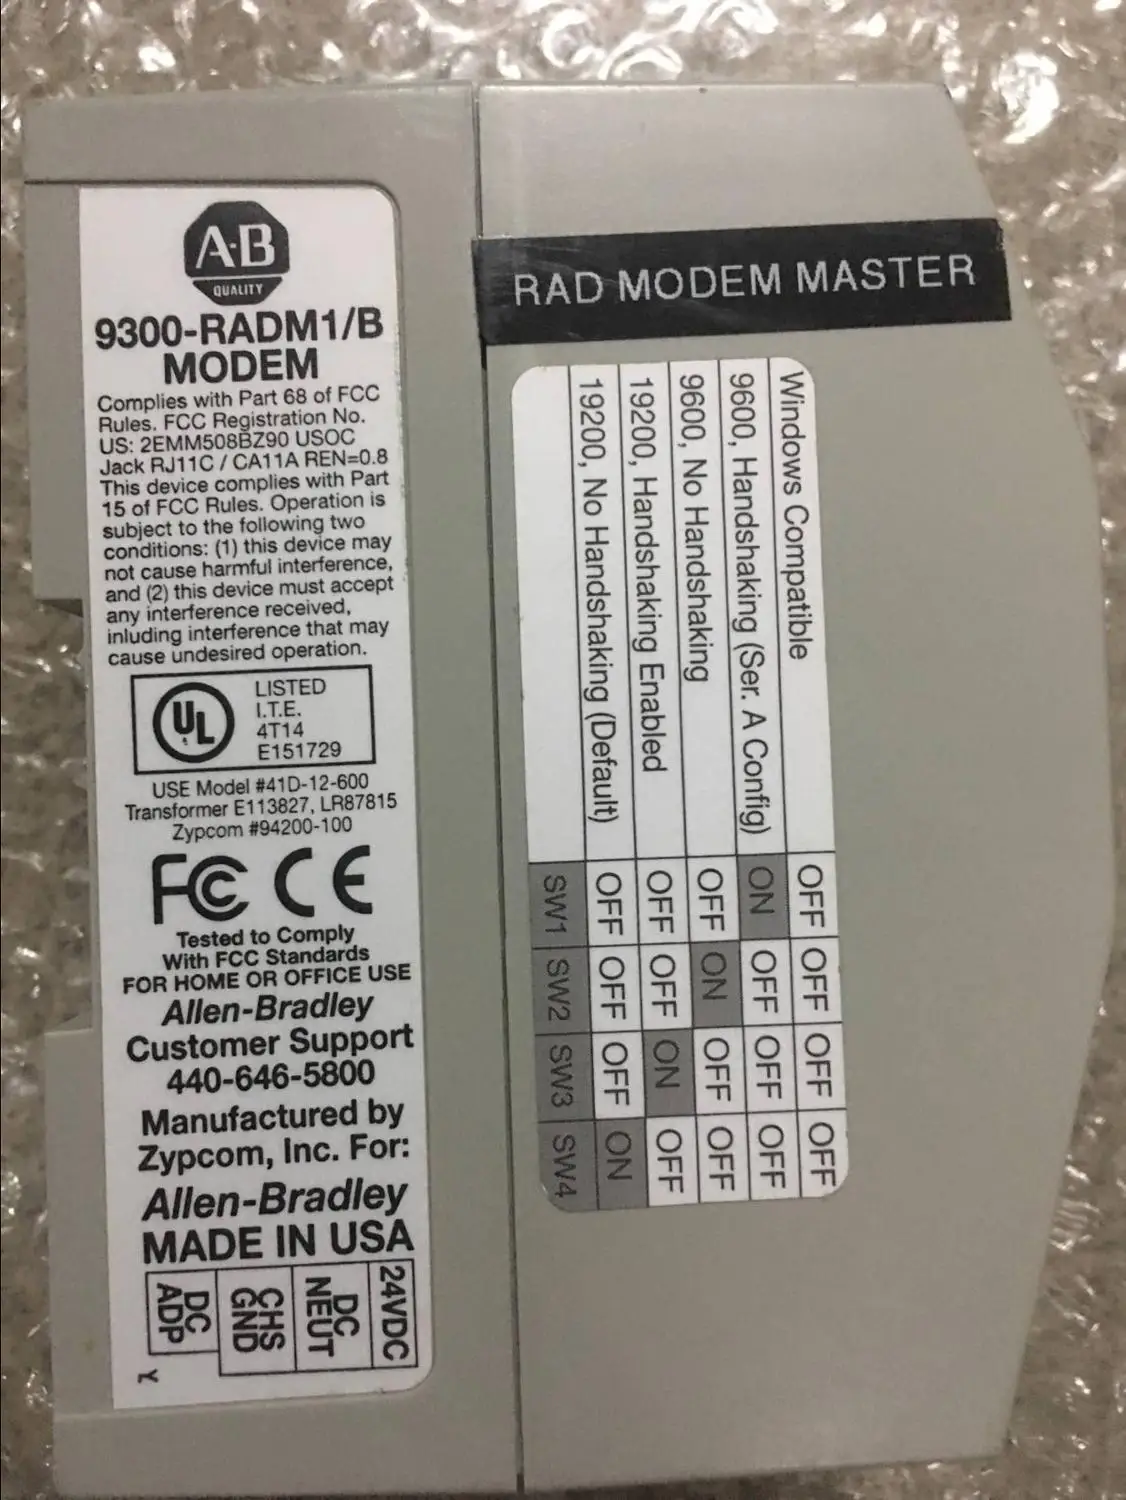 A-B
QUALITY
9300-RADM1/B
MODEM
Complies with Part 68 of FCC
Rules. FCC Registration No.
US: 2EMM508BZ90 USOC
Jack RJ11C / CA11A REN=0.8
This device complies with Part
15 of FCC Rules. Operation is
subject to the following two
conditions: (1) this device may
not cause harmful interference,
and (2) this device must accept
any interference received,
inluding interference that may
cause undesired operation.
UL
LISTED
I.T.E.
4T14
E151729
USE Model #41D-12-600
Transformer E113827, LR87815
Zypcom #94200-100
FC CE
Tested to Comply
With FCC Standards
FOR HOME OR OFFICE USE
Allen-Bradley
Customer Support
440-646-5800
Manufactured by
Zypcom, Inc. For:
Allen-Bradley
MADE IN USA
24VDC
DC
NEUT
CHS
GND
DC
ADP
Y
RAD MODEM MASTER
Windows Compatible OFF OFF OFF OFF
9600, Handshaking (Ser. A Config) ON OFF OFF OFF
9600, No Handshaking OFF ON OFF OFF
19200, Handshaking Enabled OFF OFF ON OFF
19200, No Handshaking (Default) OFF OFF OFF ON
SW1 SW2 SW3 SW4